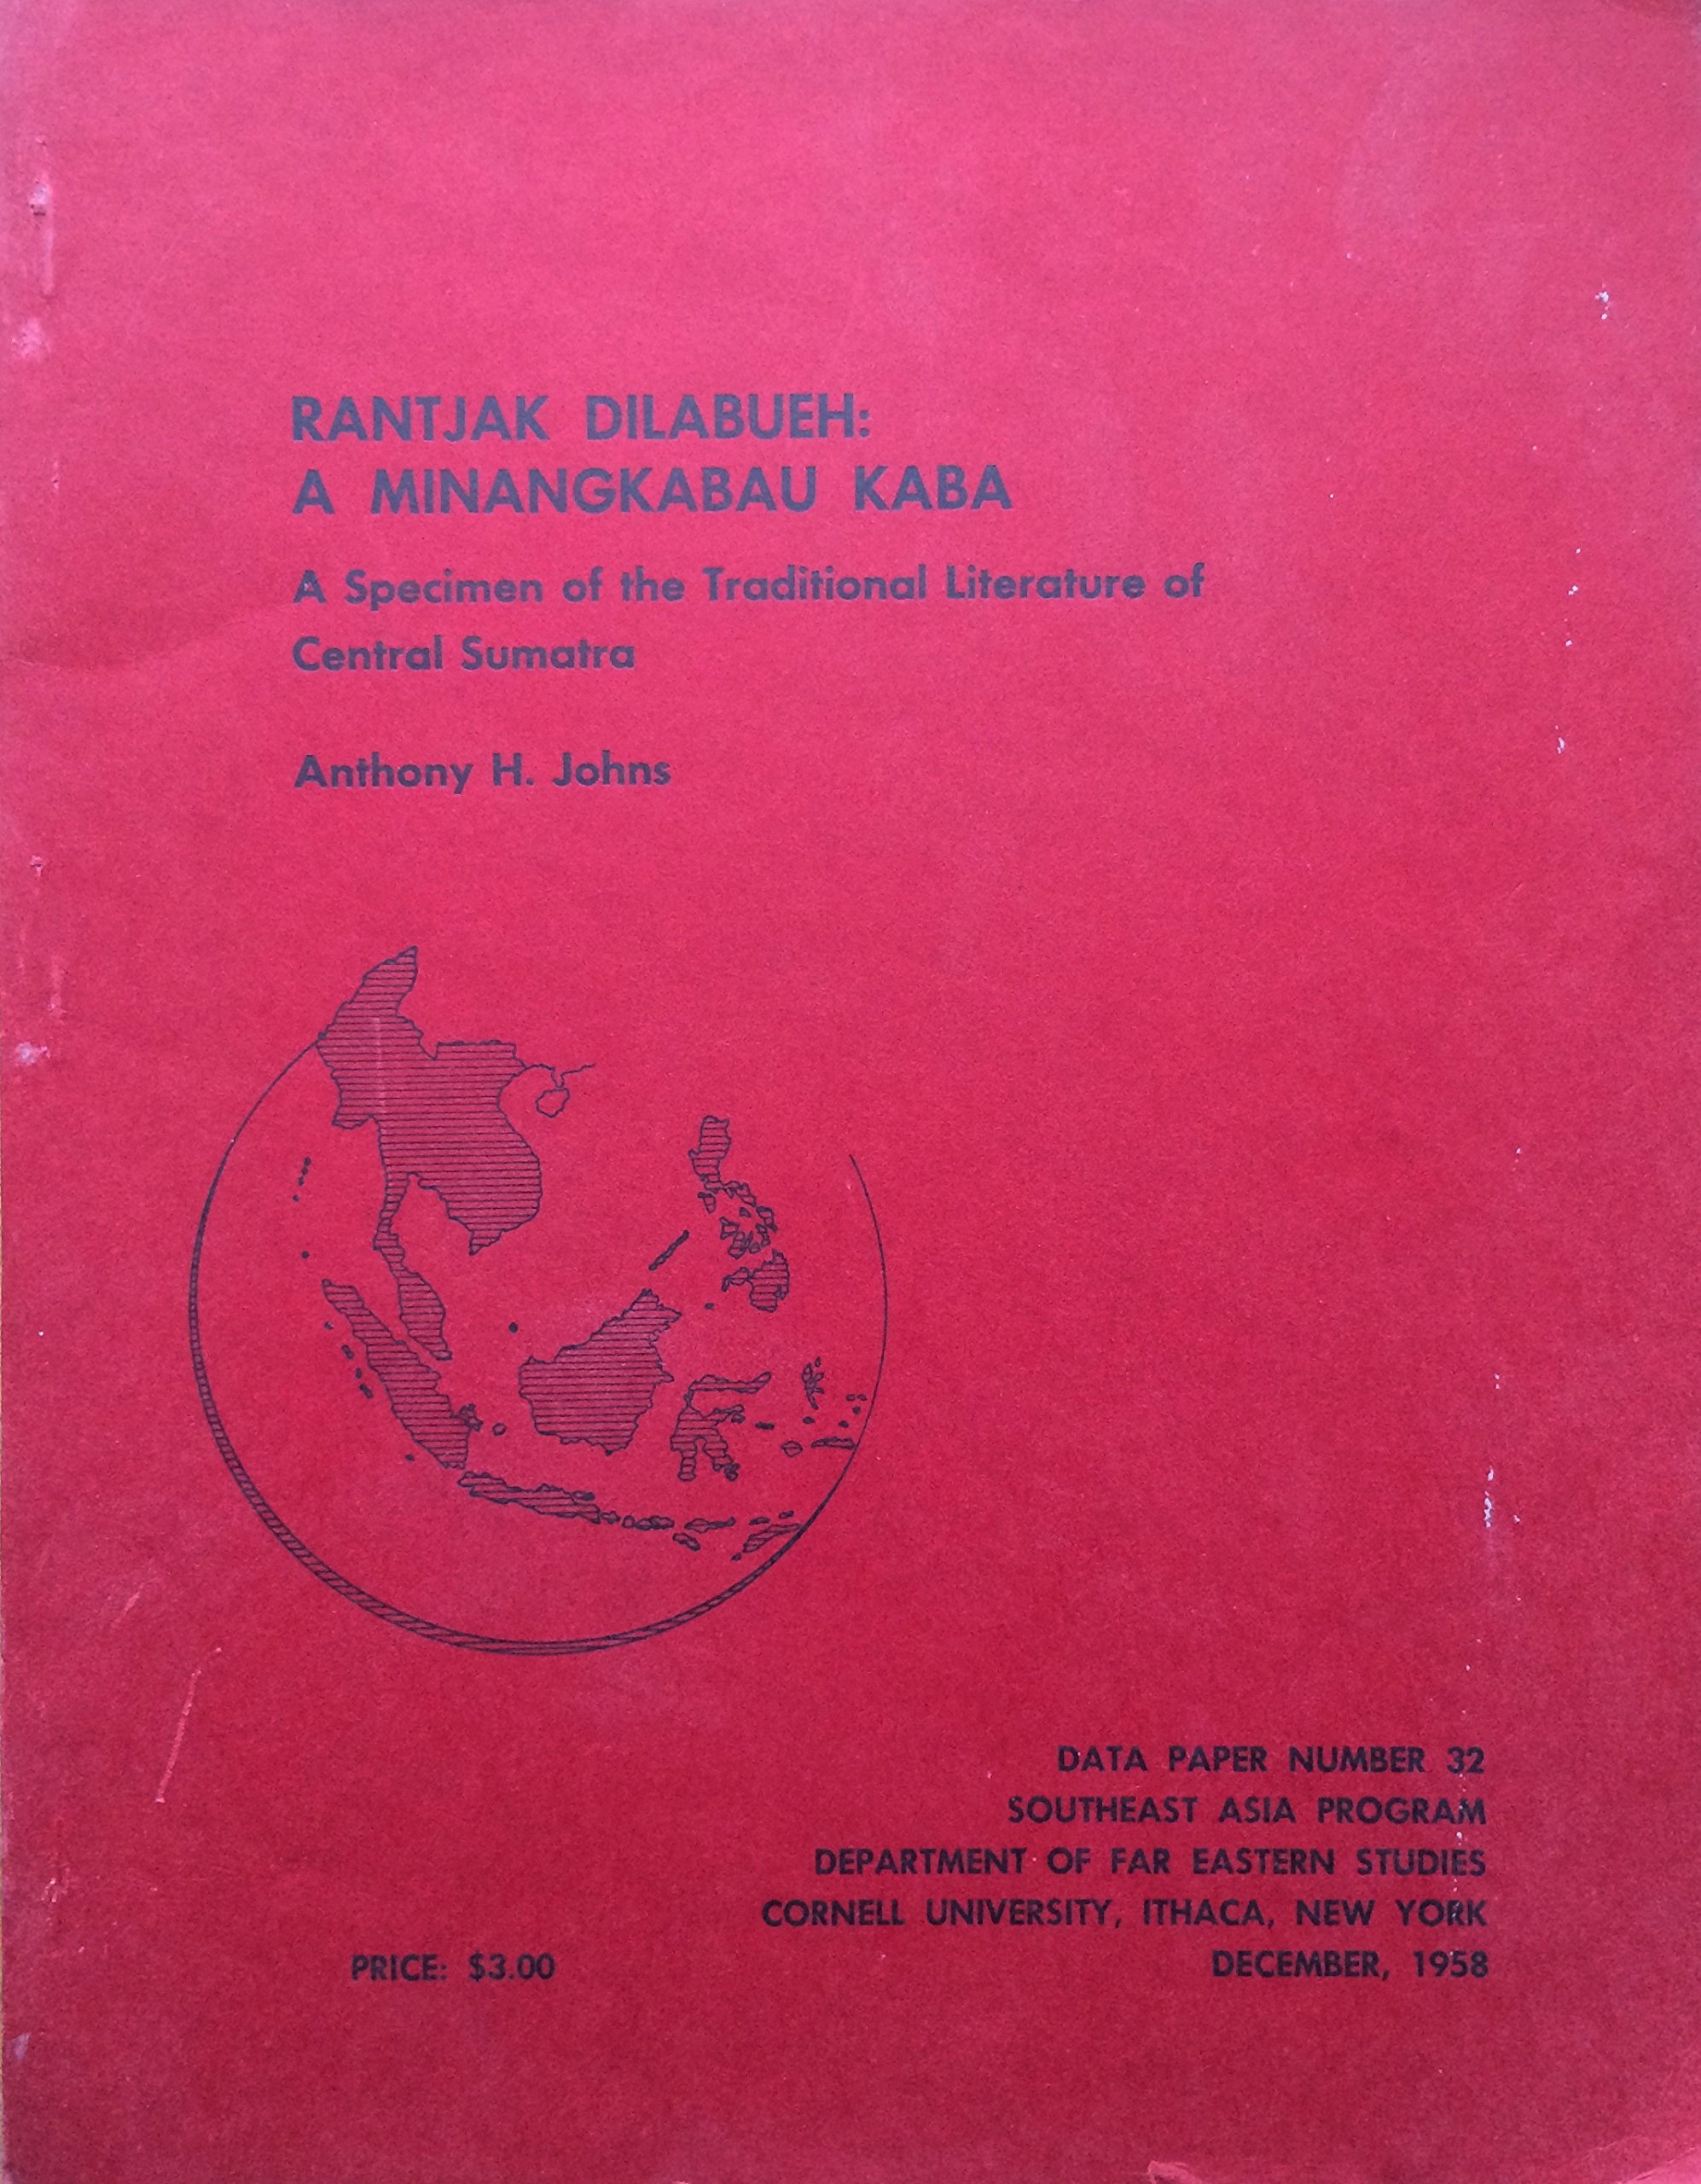 RANTJAK DILABUEH:
A MINANGKABAU KABA
A Specimen of the Traditional Literature of
Central Sumatra
Anthony H. Johns
DATA PAPER NUMBER 32
SOUTHEAST ASIA PROGRAM
DEPARTMENT OF FAR EASTERN STUDIES
CORNELL UNIVERSITY, ITHACA, NEW YORK
PRICE: $3.00 DECEMBER, 1958